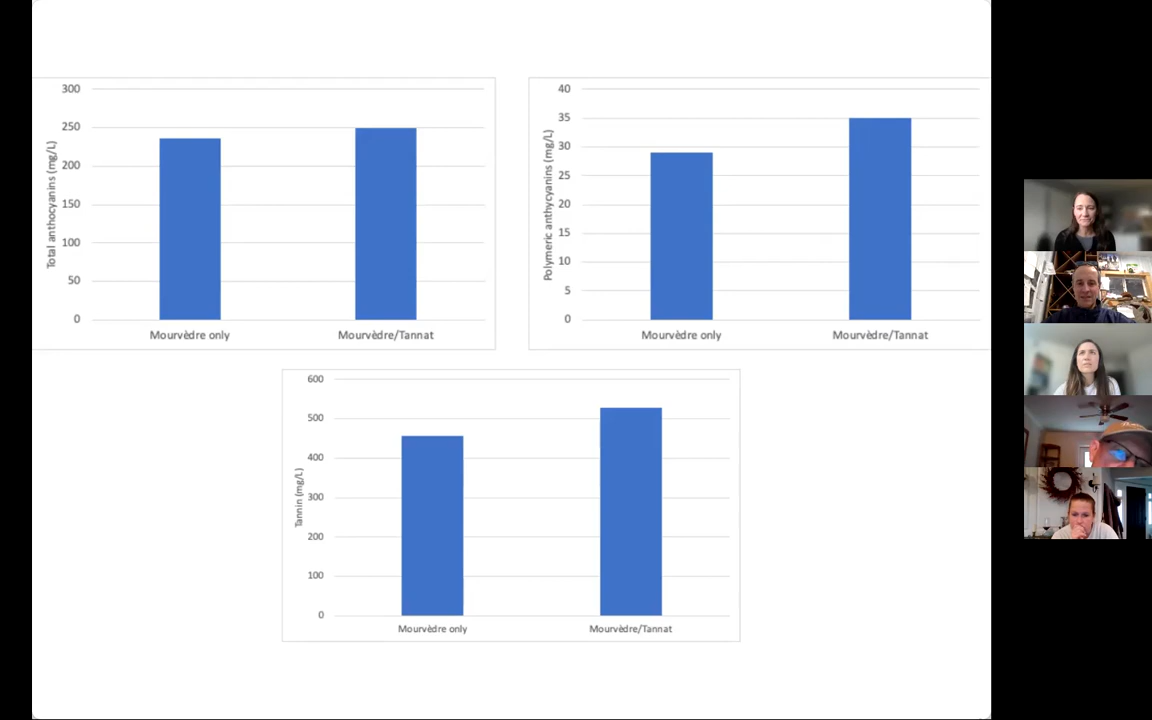 Total anthocyanins (mg/L)
300
250
200
150
100
50
0
Mourvèdre only
Mourvèdre/Tannat
Polymeric anthycyanins (mg/L)
40
35
30
25
20
15
10
5
0
Mourvèdre only
Mourvèdre/Tannat
Tannin (mg/L)
600
500
400
300
200
100
0
Mourvèdre only
Mourvèdre/Tannat